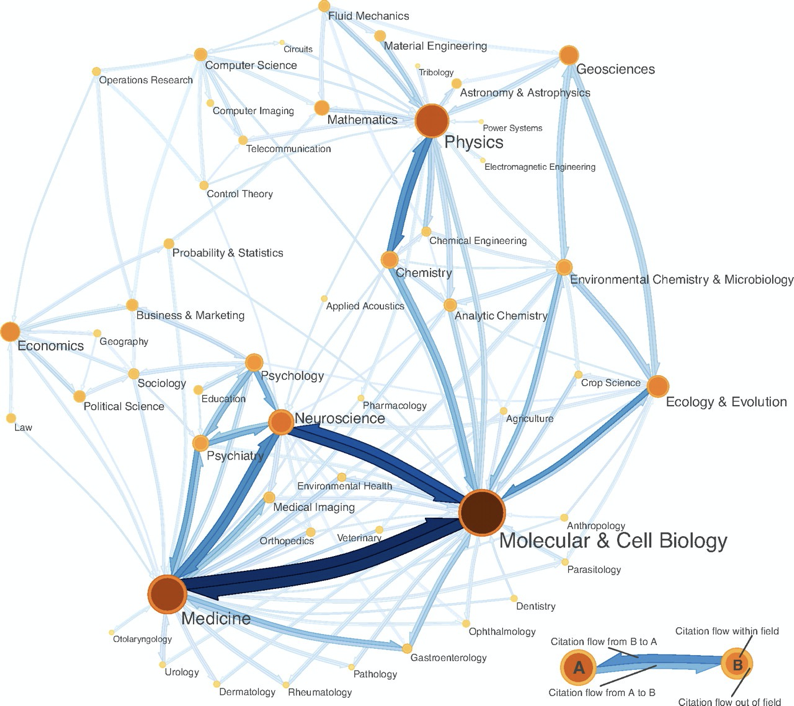 Fluid Mechanics
Material Engineering
Circuits
Computer Science
Geosciences
Tribology
Operations Research
Astronomy & Astrophysics
Computer Imaging
Mathematics
Power Systems
Physics
Telecommunication
Electromagnetic Engineering
Control Theory
Chemical Engineering
Probability & Statistics
Chemistry
Environmental Chemistry & Microbiology
Applied Acoustics
Analytic Chemistry
Business & Marketing
Geography
Economics
Psychology
Sociology
Crop Science
Education
Ecology & Evolution
Political Science
Pharmacology
Neuroscience
Agriculture
Law
Psychiatry
Environmental Health
Medical Imaging
Anthropology
Orthopedics
Veterinary
Molecular & Cell Biology
Parasitology
Dentistry
Medicine
Ophthalmology
Otolaryngology
Gastroenterology
Urology
Pathology
Dermatology
Rheumatology
Citation flow within field
Citation flow from B to A
A
B
Citation flow from A to B
Citation flow out of field